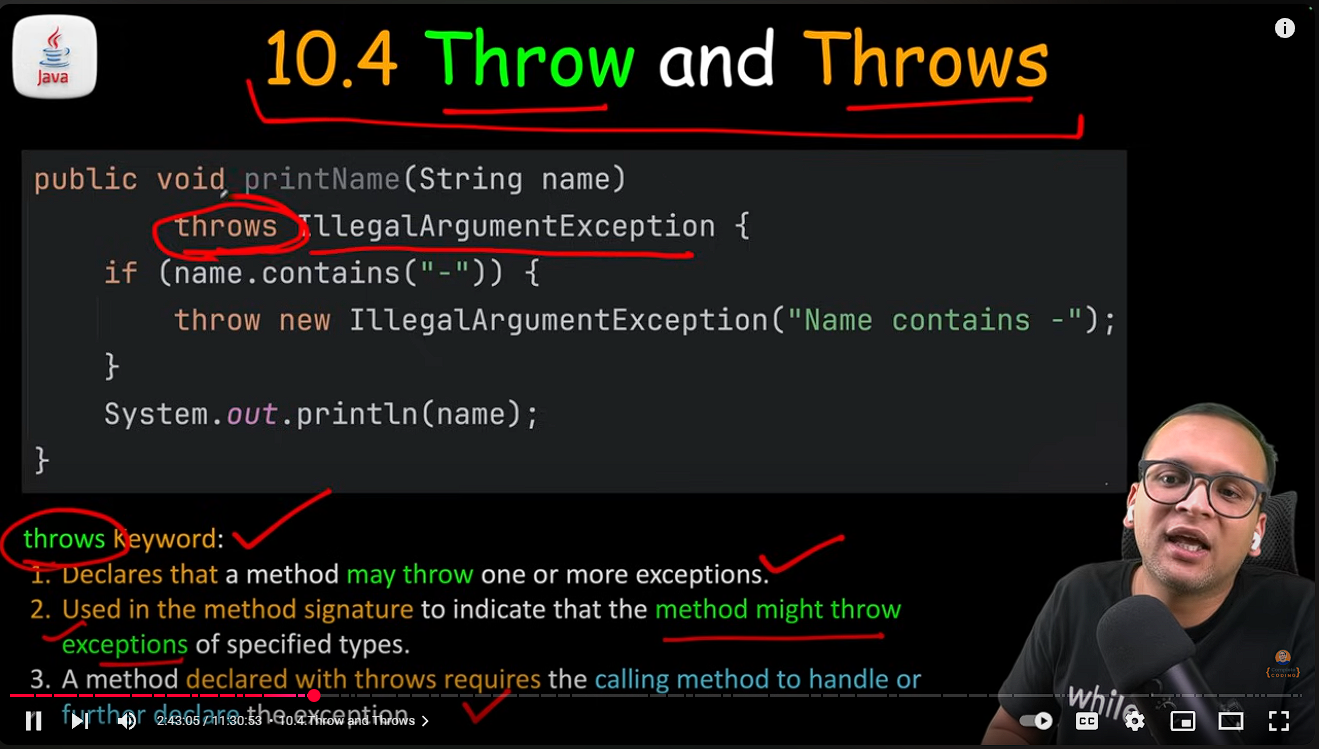 Java
10.4 Throw and Throws
public void printName(String name)
throws IllegalArgumentException {
if (name.contains("-")) {
throw new IllegalArgumentException("Name contains -");
}
System.out.println(name);
}
throws Keyword:
1. Declares that a method may throw one or more exceptions.
2. Used in the method signature to indicate that the method might throw
exceptions of specified types.
3. A method declared with throws requires the calling method to handle or
further declare the exception
2:43:05 / 11:30:53 • 10.4.Throw and Throws
CC
while
CODING